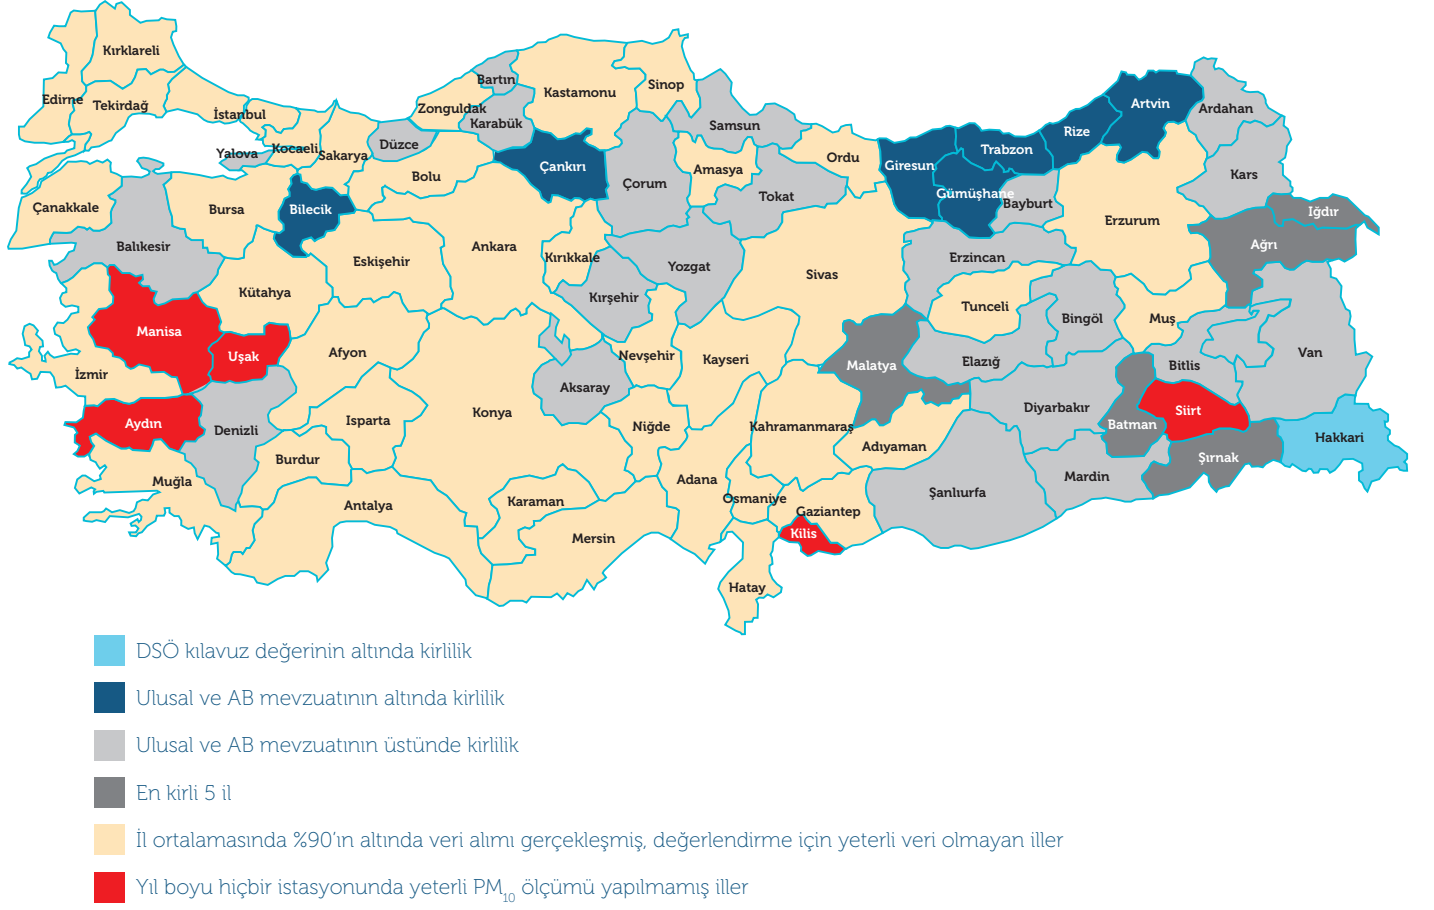 Kırklareli
Edirne
Tekirdağ
İstanbul
Yalova
Kocaeli
Sakarya
Düzce
Bolu
Zonguldak
Bartın
Karabük
Kastamonu
Sinop
Çankırı
Samsun
Çorum
Amasya
Tokat
Ordu
Giresun
Trabzon
Gümüşhane
Bayburt
Rize
Artvin
Ardahan
Kars
Iğdır
Ağrı
Erzurum
Çanakkale
Balıkesir
Bursa
Bilecik
Eskişehir
Kütahya
Ankara
Kırıkkale
Kırşehir
Yozgat
Sivas
Erzincan
Tunceli
Bingöl
Muş
Manisa
Uşak
İzmir
Afyon
Aksaray
Nevşehir
Kayseri
Malatya
Elazığ
Bitlis
Van
Aydın
Denizli
Isparta
Konya
Niğde
Kahramanmaraş
Adıyaman
Diyarbakır
Batman
Siirt
Şırnak
Hakkari
Muğla
Burdur
Antalya
Karaman
Mersin
Adana
Osmaniye
Gaziantep
Kilis
Hatay
Şanlıurfa
Mardin
DSÖ kılavuz değerinin altında kirlilik
Ulusal ve AB mevzuatının altında kirlilik
Ulusal ve AB mevzuatının üstünde kirlilik
En kirli 5 il
İl ortalamasında %90’ın altında veri alımı gerçekleşmiş, değerlendirme için yeterli veri olmayan iller
Yıl boyu hiçbir istasyonunda yeterli PM₁₀ ölçümü yapılmamış iller